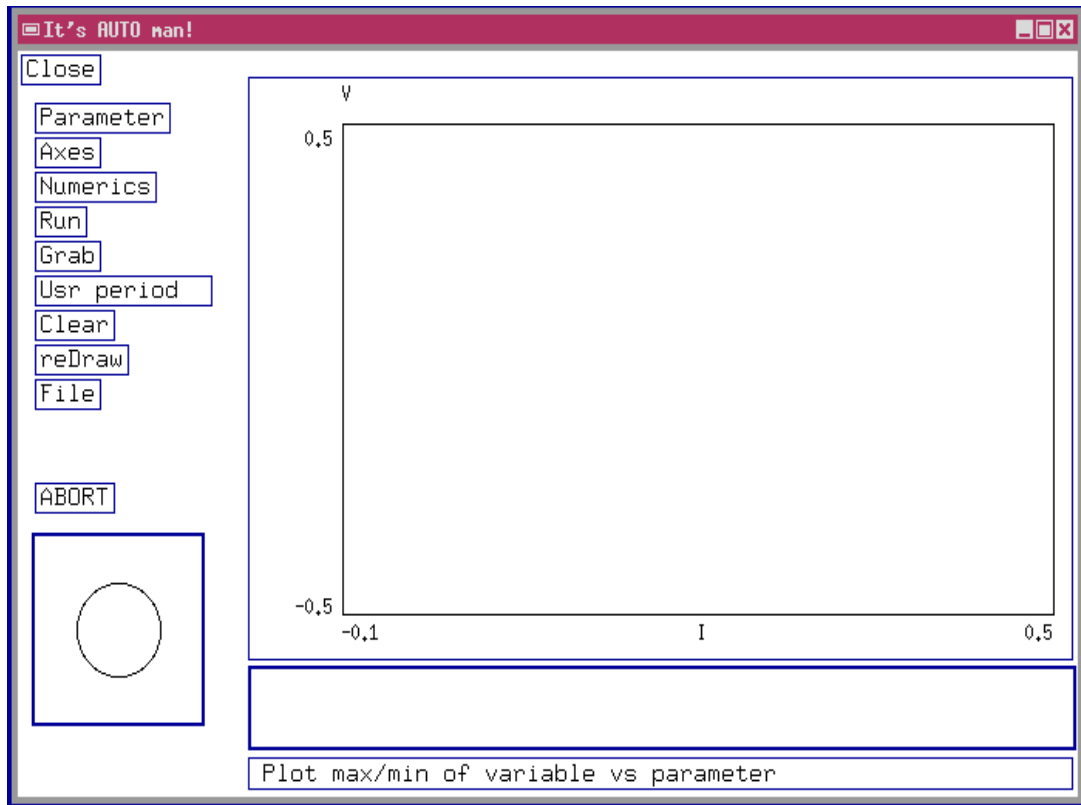 It's AUTO man!
Close
Parameter
Axes
Numerics
Run
Grab
Usr period
Clear
reDraw
File
ABORT
V
0.5
-0.5
-0.1 I 0.5
Plot max/min of variable vs parameter